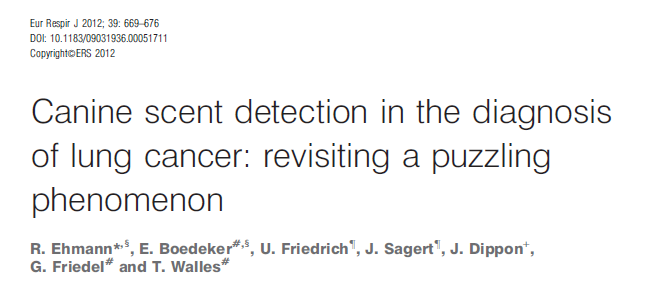 Eur Respir J 2012; 39: 669–676
DOI: 10.1183/09031936.00051711
Copyright©ERS 2012
Canine scent detection in the diagnosis
of lung cancer: revisiting a puzzling
phenomenon
R. Ehmann*,§, E. Boedeker#,§, U. Friedrich¶, J. Sagert¶, J. Dippon+,
G. Friedel# and T. Walles#